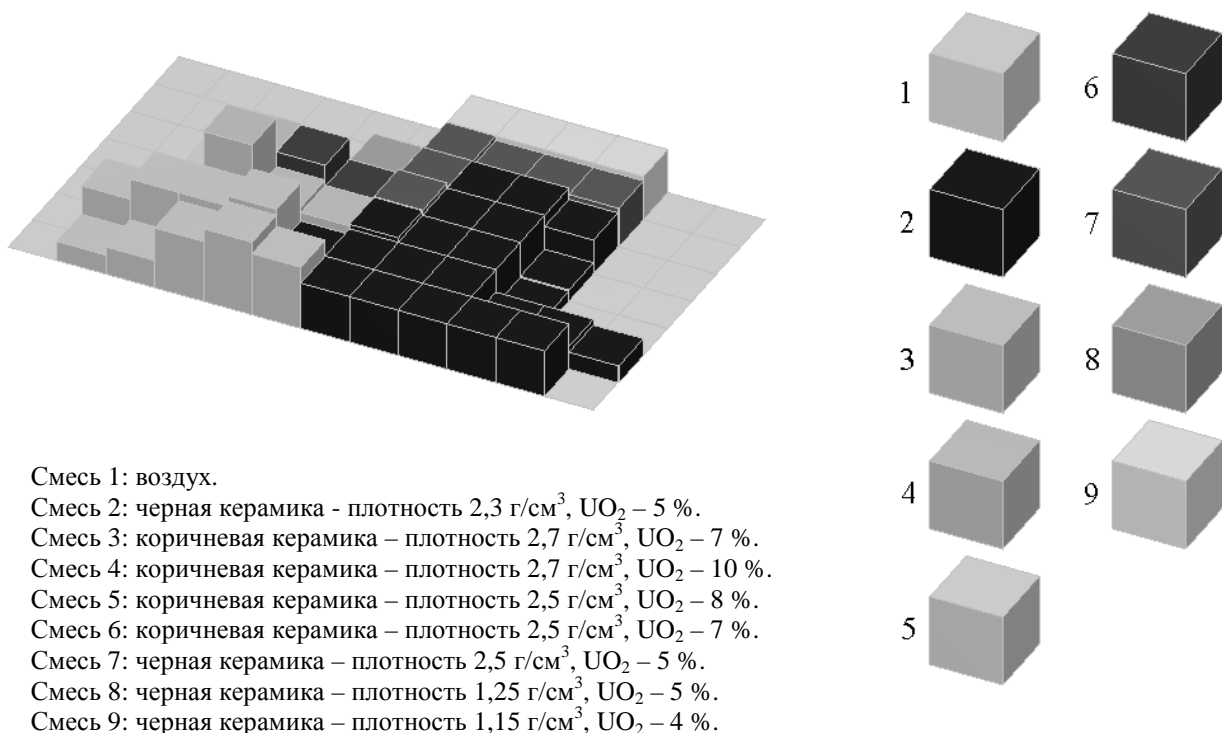 1
6
2
7
3
8
4
9
5
Смесь 1: воздух.
Смесь 2: черная керамика - плотность 2,3 г/см³, UO₂ – 5 %.
Смесь 3: коричневая керамика – плотность 2,7 г/см³, UO₂ – 7 %.
Смесь 4: коричневая керамика – плотность 2,7 г/см³, UO₂ – 10 %.
Смесь 5: коричневая керамика – плотность 2,5 г/см³, UO₂ – 8 %.
Смесь 6: коричневая керамика – плотность 2,5 г/см³, UO₂ – 7 %.
Смесь 7: черная керамика – плотность 2,5 г/см³, UO₂ – 5 %.
Смесь 8: черная керамика – плотность 1,25 г/см³, UO₂ – 5 %.
Смесь 9: черная керамика – плотность 1,15 г/см³, UO₂ – 4 %.